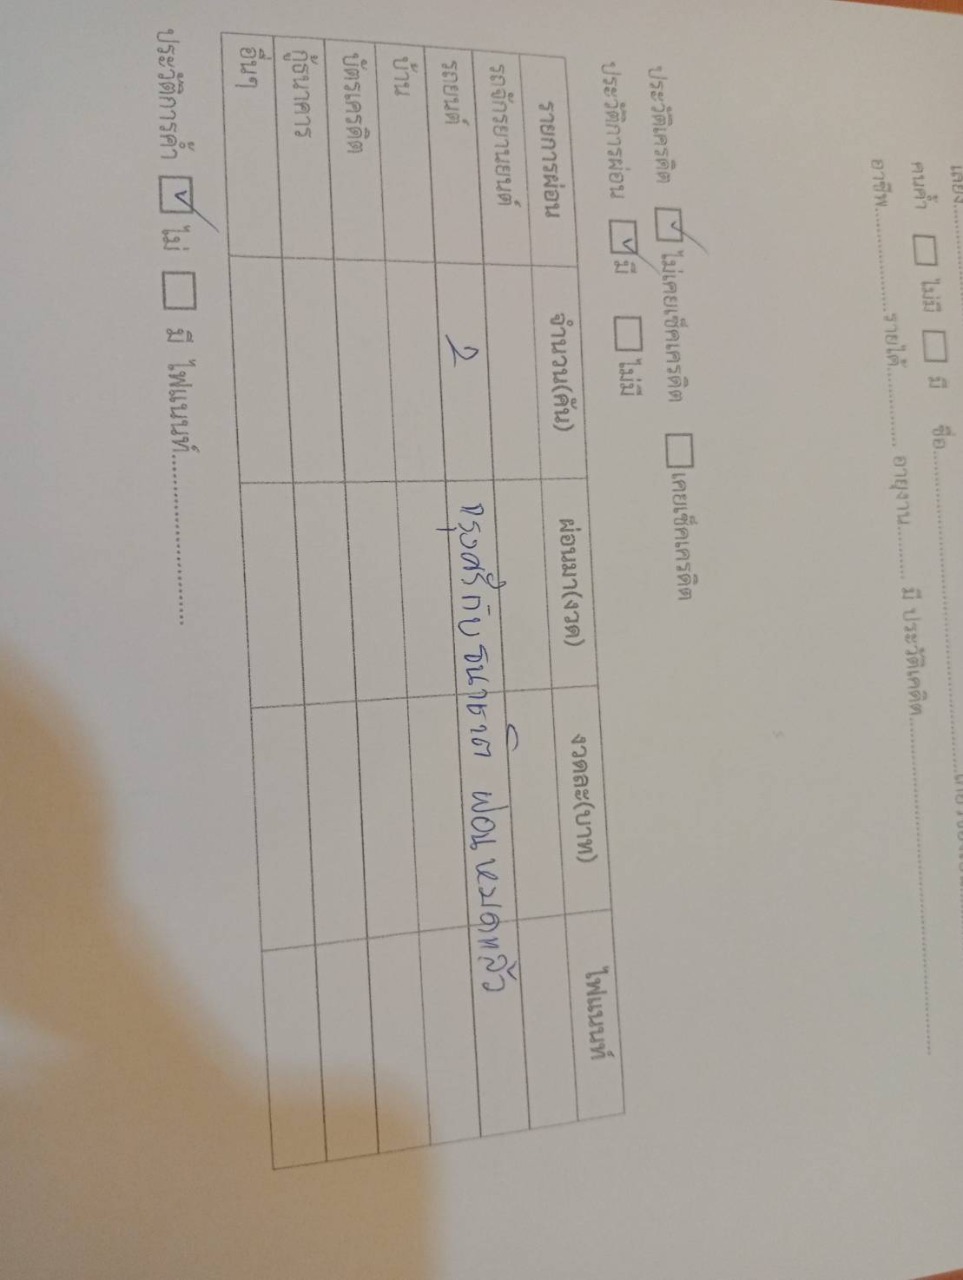 คนค้ำ ☐ ไม่มี ☐ มี ชื่อ..................................................
อาชีพ....................รายได้................ อายุงาน........... มี ประวัติเคดิต..................................................
ประวัติเครดิต ☑ ไม่เคยเช็คเครดิต ☐ เคยเช็คเครดิต
ประวัติการผ่อน ☑ มี ☐ ไม่มี
รายการผ่อน จำนวน(คัน) ผ่อนมา(งวด) งวดละ(บาท) ไฟแนนท์
รถจักรยานยนต์
รถยนต์ 2 กรุงศรีกับธนชาต ผ่อนหมดแล้ว
บ้าน
บัตรเครดิต
กู้ธนาคาร
อื่นๆ
ประวัติการค้ำ ☑ ไม่ ☐ มี ไฟแนนท์........................